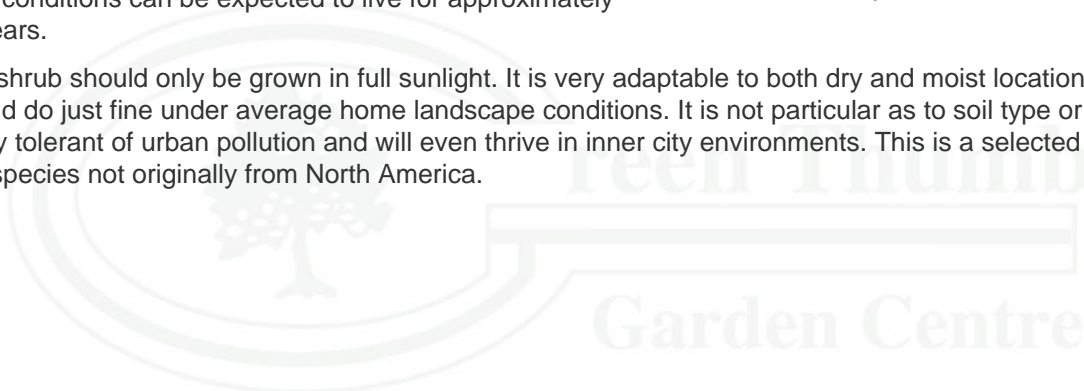 conditions can be expected to live for approximately
ears.
shrub should only be grown in full sunlight. It is very adaptable to both dry and moist location
d do just fine under average home landscape conditions. It is not particular as to soil type or
y tolerant of urban pollution and will even thrive in inner city environments. This is a selected
species not originally from North America.
reen Thumb
Garden Centre